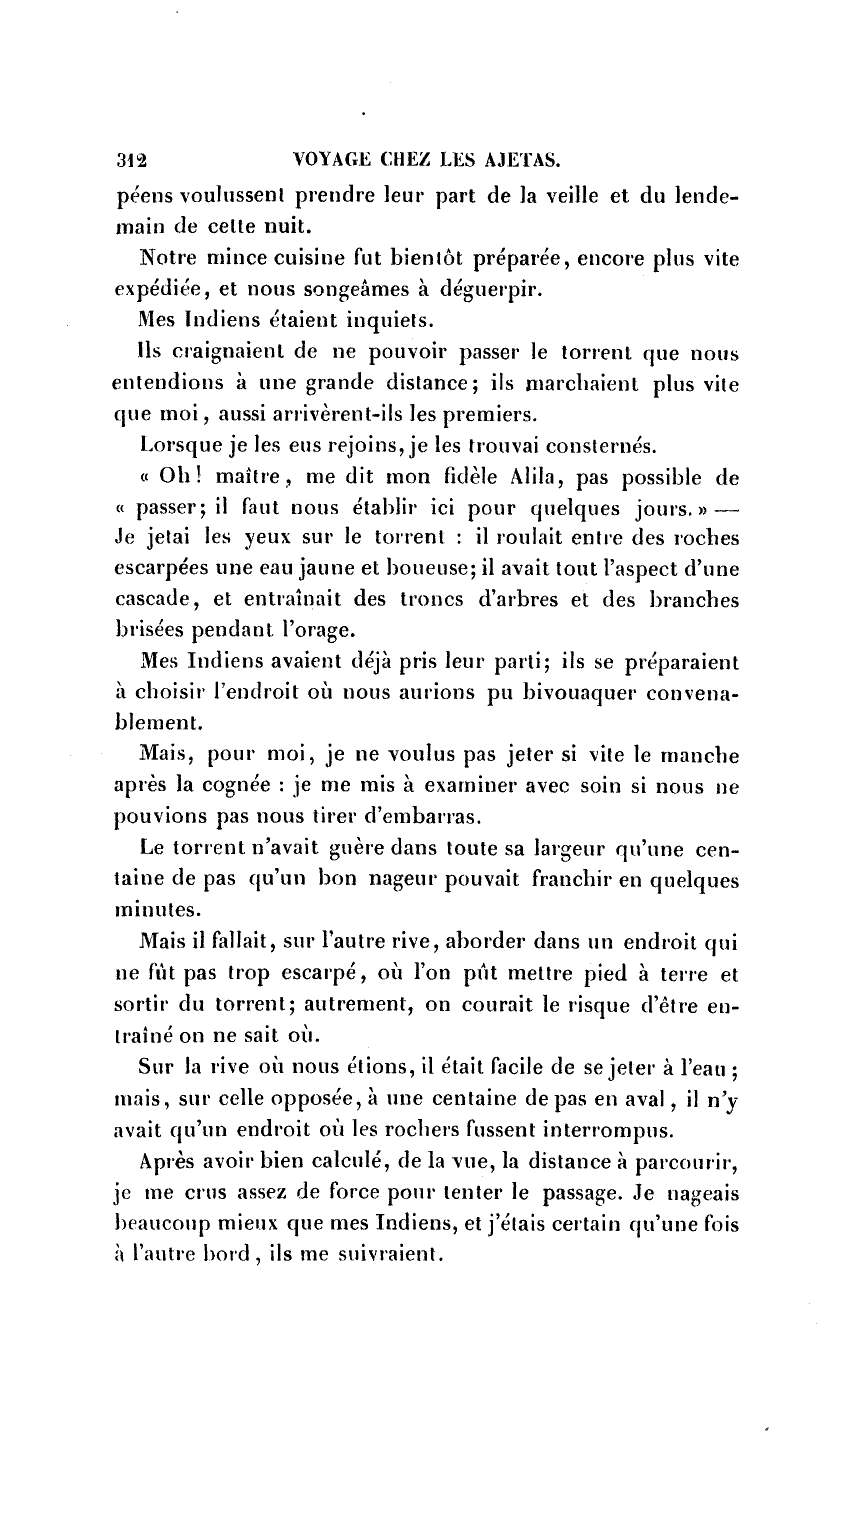 312 VOYAGE CHEZ LES AJETAS.
péens voulussent prendre leur part de la veille et du lende-
main de cette nuit.
Notre mince cuisine fut bientôt préparée, encore plus vite
expédiée, et nous songeâmes à déguerpir.
Mes Indiens étaient inquiets.
Ils craignaient de ne pouvoir passer le torrent que nous
entendions à une grande distance; ils marchaient plus vite
que moi, aussi arrivèrent-ils les premiers.
Lorsque je les eus rejoins, je les trouvai consternés.
« Oh! maître, me dit mon fidèle Alila, pas possible de
« passer; il faut nous établir ici pour quelques jours. » —
Je jetai les yeux sur le torrent : il roulait entre des roches
escarpées une eau jaune et boueuse; il avait tout l'aspect d'une
cascade, et entraînait des troncs d'arbres et des branches
brisées pendant l'orage.
Mes Indiens avaient déjà pris leur parti; ils se préparaient
à choisir l'endroit où nous aurions pu bivouaquer convena-
blement.
Mais, pour moi, je ne voulus pas jeter si vite le manche
après la cognée : je me mis à examiner avec soin si nous ne
pouvions pas nous tirer d'embarras.
Le torrent n'avait guère dans toute sa largeur qu'une cen-
taine de pas qu'un bon nageur pouvait franchir en quelques
minutes.
Mais il fallait, sur l'autre rive, aborder dans un endroit qui
ne fût pas trop escarpé, où l'on pût mettre pied à terre et
sortir du torrent; autrement, on courait le risque d'être en-
traîné on ne sait où.
Sur la rive où nous étions, il était facile de se jeter à l'eau;
mais, sur celle opposée, à une centaine de pas en aval, il n'y
avait qu'un endroit où les rochers fussent interrompus.
Après avoir bien calculé, de la vue, la distance à parcourir,
je me crus assez de force pour tenter le passage. Je nageais
beaucoup mieux que mes Indiens, et j'étais certain qu'une fois
à l'autre bord, ils me suivraient.